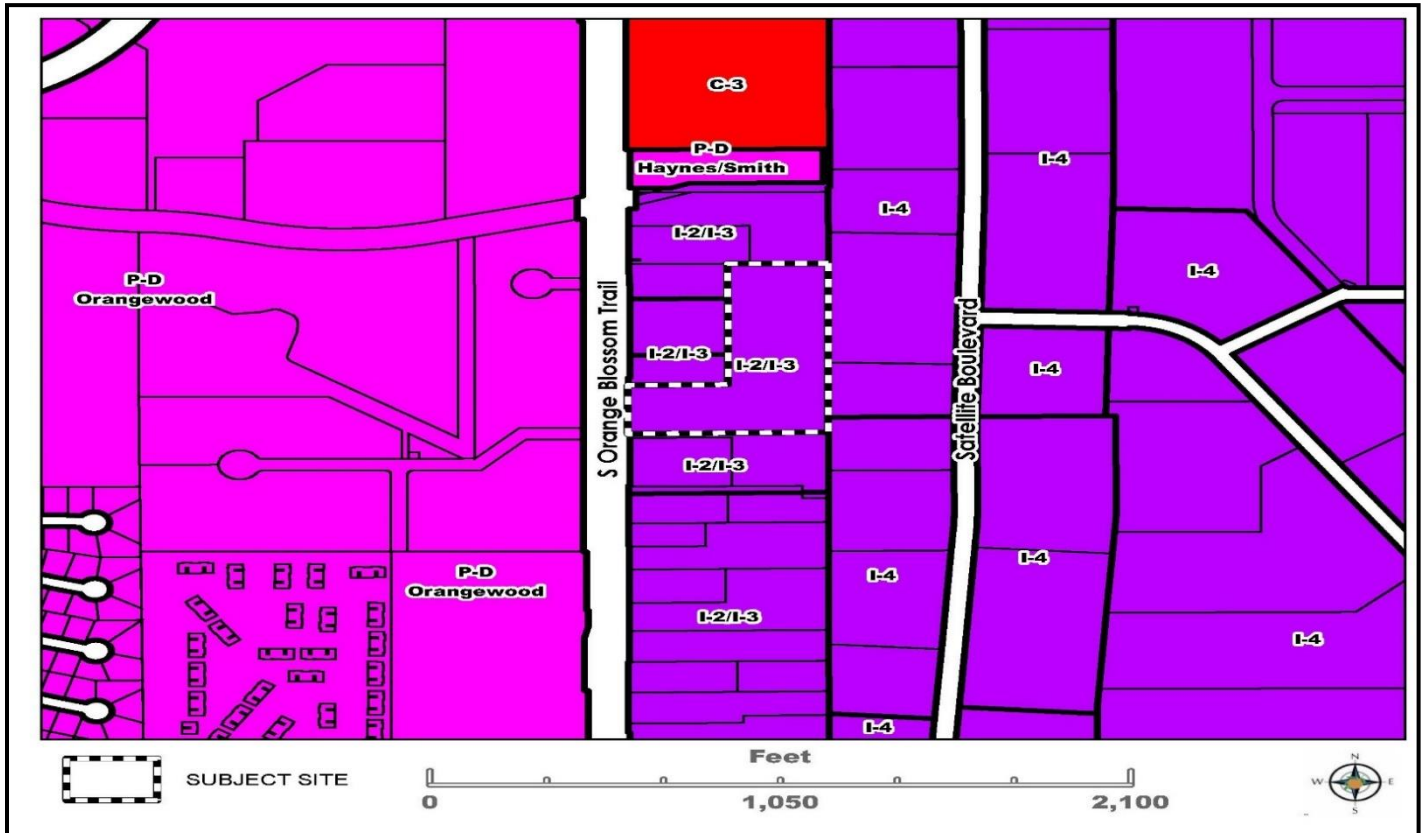 C-3
P-D
Haynes/Smith
I-4
I-4
I-2/I-3
P-D
Orangewood
I-4
S Orange Blossom Trail
Satellite Boulevard
I-2/I-3
I-2/I-3
I-4
I-2/I-3
I-4
I-4
P-D
Orangewood
I-2/I-3
I-4
I-4
SUBJECT SITE
Feet
0
1,050
2,100
N
W
E
S